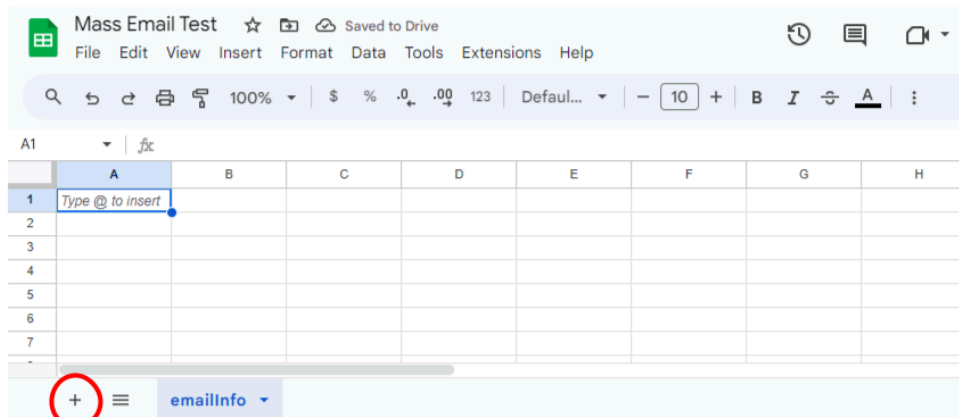 Mass Email Test Saved to Drive
File Edit View Insert Format Data Tools Extensions Help
100% $ % .0 .00 123 Defaul... − 10 + B I S A
A1 fx
A B C D E F G H
1 Type @ to insert
2
3
4
5
6
7
+ emailInfo